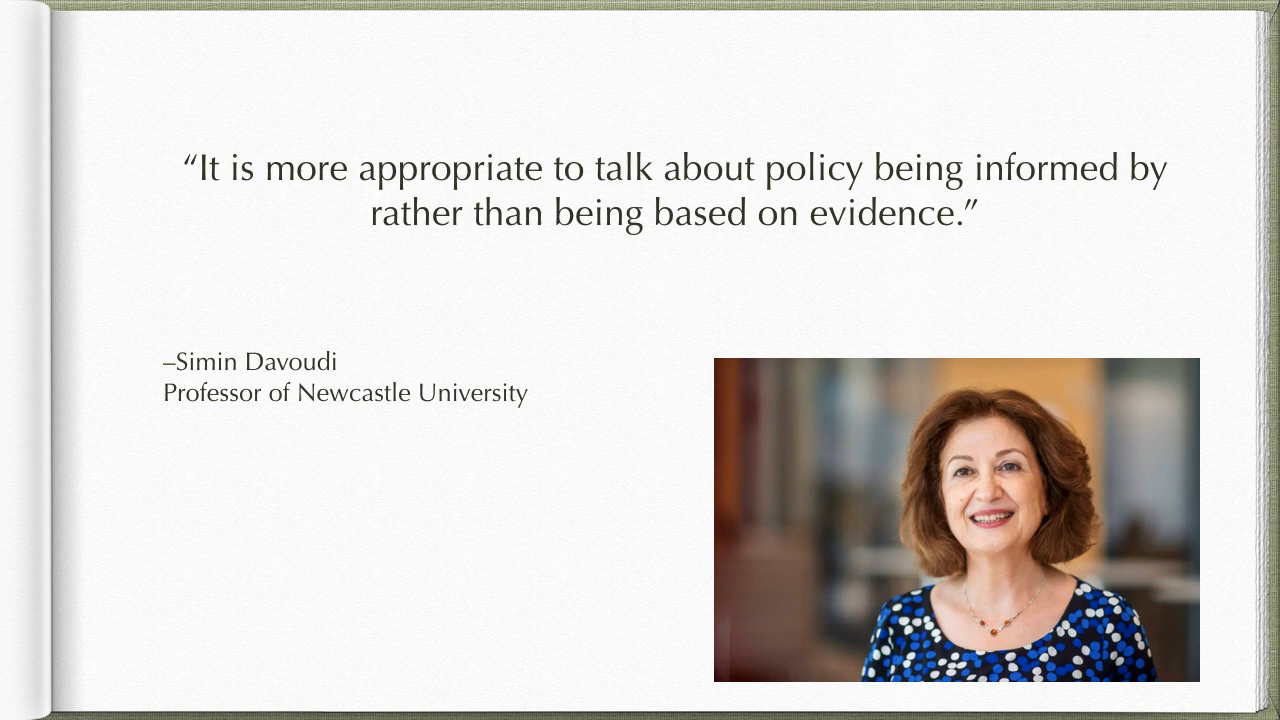 “It is more appropriate to talk about policy being informed by
rather than being based on evidence.”
–Simin Davoudi
Professor of Newcastle University